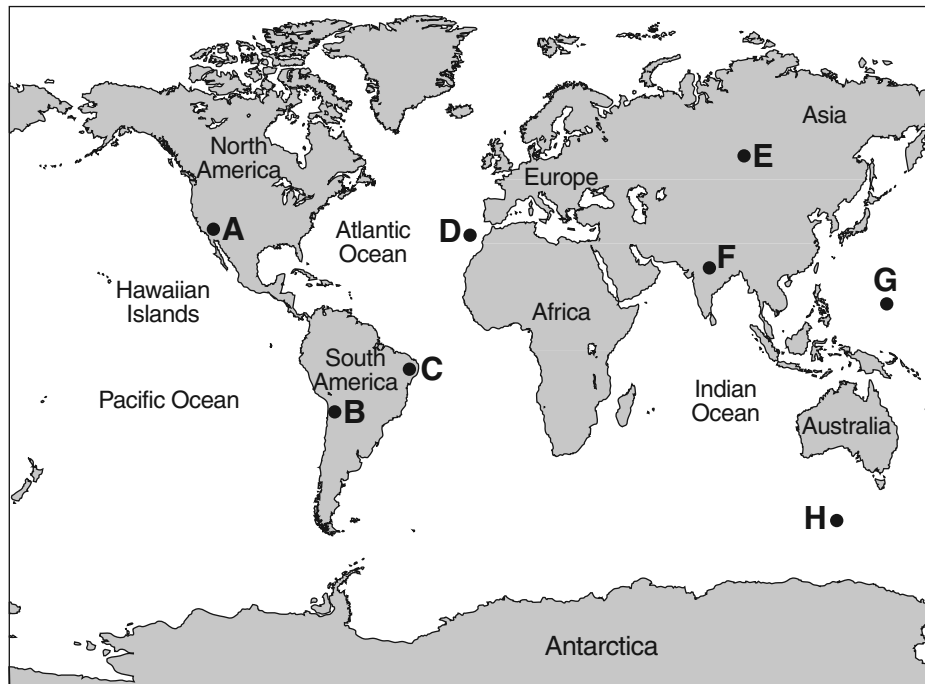 Asia
North
America
E
Europe
A
Atlantic
Ocean
D
F
G
Hawaiian
Islands
Africa
South
America
C
Pacific Ocean
B
Indian
Ocean
Australia
H
Antarctica